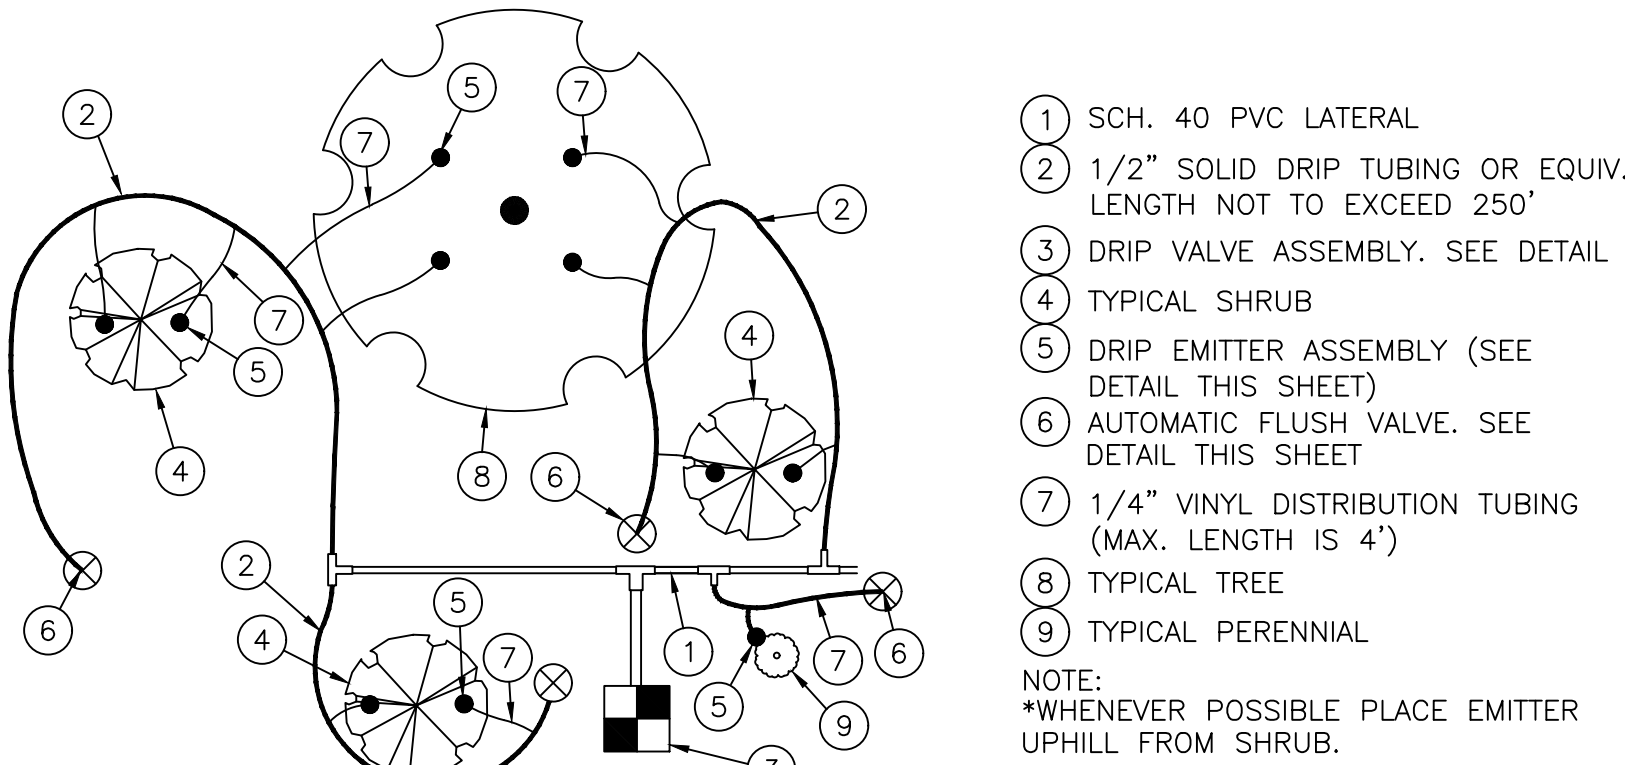 5
7
2
7
2
7
4
5
4
8
6
2
5
6
4
7
1
7
6
5
9
1 SCH. 40 PVC LATERAL
2 1/2" SOLID DRIP TUBING OR EQUIV.
LENGTH NOT TO EXCEED 250'
3 DRIP VALVE ASSEMBLY. SEE DETAIL
4 TYPICAL SHRUB
5 DRIP EMITTER ASSEMBLY (SEE
DETAIL THIS SHEET)
6 AUTOMATIC FLUSH VALVE. SEE
DETAIL THIS SHEET
7 1/4" VINYL DISTRIBUTION TUBING
(MAX. LENGTH IS 4')
8 TYPICAL TREE
9 TYPICAL PERENNIAL
NOTE:
*WHENEVER POSSIBLE PLACE EMITTER
UPHILL FROM SHRUB.